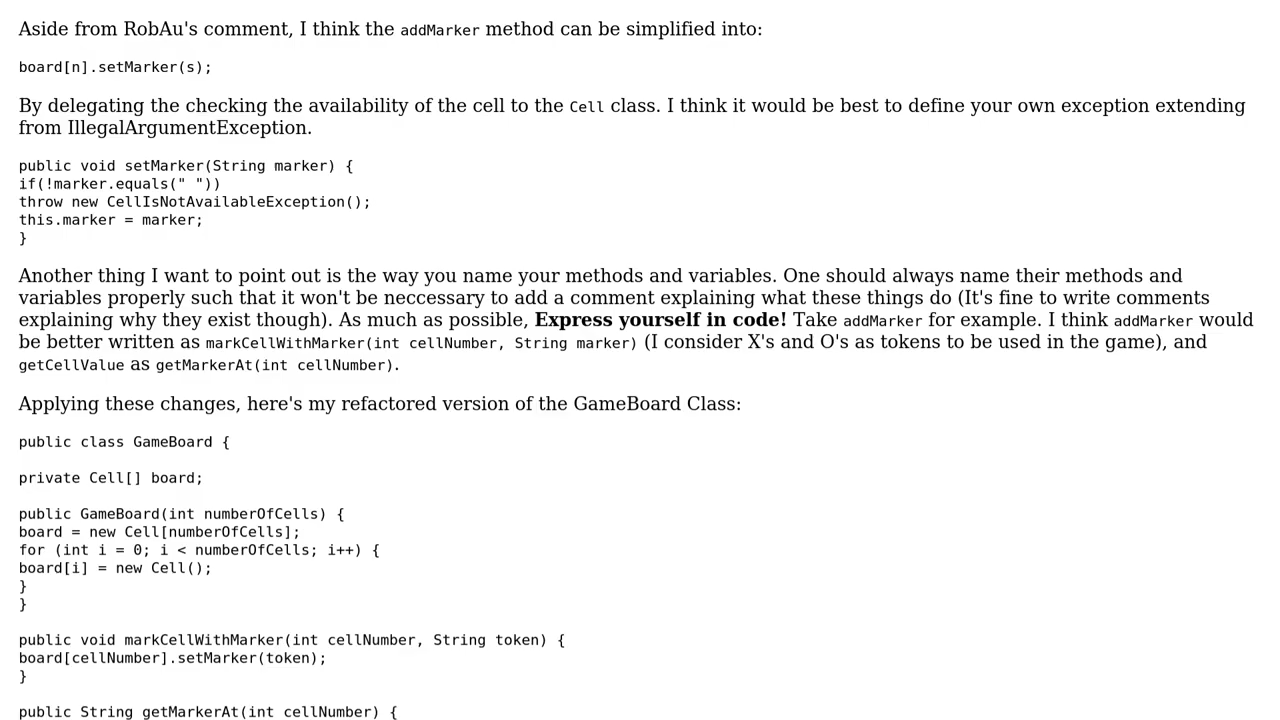 Aside from RobAu's comment, I think the addMarker method can be simplified into:
board[n].setMarker(s);
By delegating the checking the availability of the cell to the Cell class. I think it would be best to define your own exception extending
from IllegalArgumentException.
public void setMarker(String marker) {
if(!marker.equals(" "))
throw new CellIsNotAvailableException();
this.marker = marker;
}
Another thing I want to point out is the way you name your methods and variables. One should always name their methods and
variables properly such that it won't be neccessary to add a comment explaining what these things do (It's fine to write comments
explaining why they exist though). As much as possible, Express yourself in code! Take addMarker for example. I think addMarker would
be better written as markCellWithMarker(int cellNumber, String marker) (I consider X's and O's as tokens to be used in the game), and
getCellValue as getMarkerAt(int cellNumber).
Applying these changes, here's my refactored version of the GameBoard Class:
public class GameBoard {
private Cell[] board;
public GameBoard(int numberOfCells) {
board = new Cell[numberOfCells];
for (int i = 0; i < numberOfCells; i++) {
board[i] = new Cell();
}
}
public void markCellWithMarker(int cellNumber, String token) {
board[cellNumber].setMarker(token);
}
public String getMarkerAt(int cellNumber) {